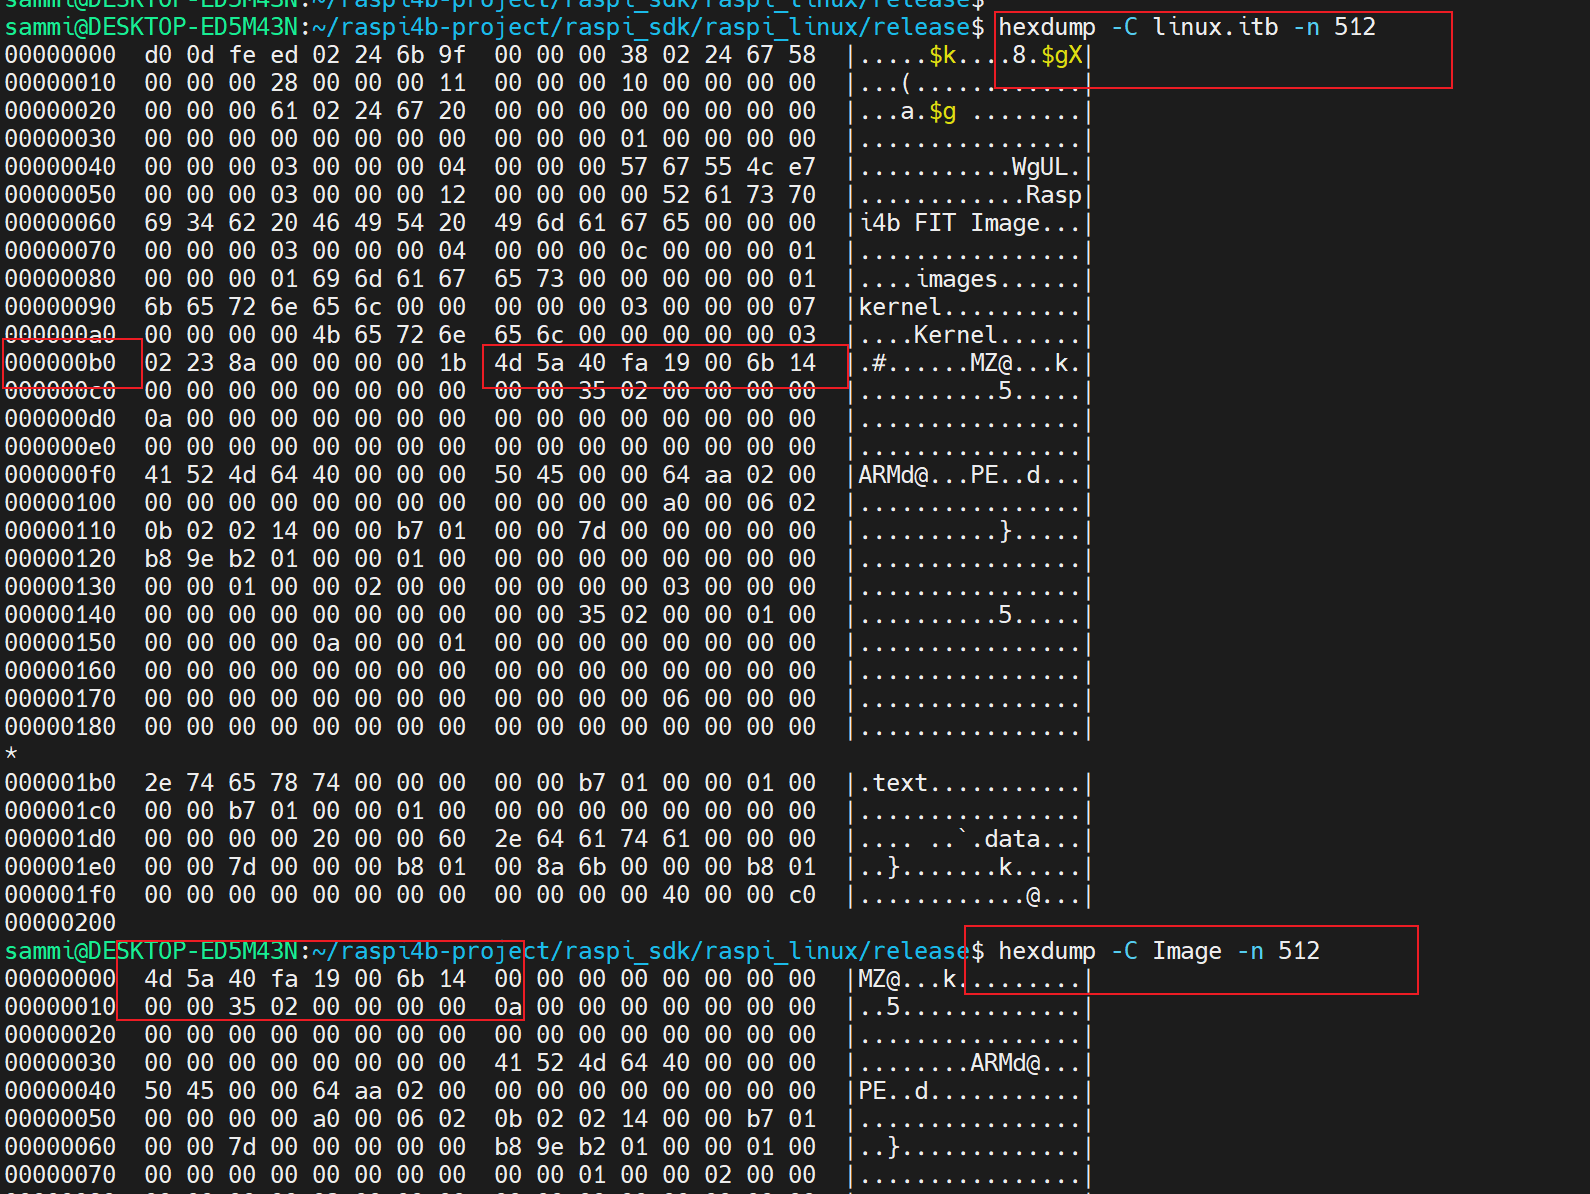 sammi@DESKTOP-ED5M43N:~/raspi4b-project/raspi_sdk/raspi_linux/release$
sammi@DESKTOP-ED5M43N:~/raspi4b-project/raspi_sdk/raspi_linux/release$ hexdump -C linux.itb -n 512
00000000  d0 0d fe ed 02 24 6b 9f  00 00 00 38 02 24 67 58  |.....$k....8.$gX|
00000010  00 00 00 28 00 00 00 11  00 00 00 10 00 00 00 00  |...(............|
00000020  00 00 00 61 02 24 67 20  00 00 00 00 00 00 00 00  |...a.$g ........|
00000030  00 00 00 00 00 00 00 00  00 00 00 01 00 00 00 00  |................|
00000040  00 00 00 03 00 00 00 04  00 00 00 57 67 55 4c e7  |...........WgUL.|
00000050  00 00 00 03 00 00 00 12  00 00 00 00 52 61 73 70  |............Rasp|
00000060  69 34 62 20 46 49 54 20  49 6d 61 67 65 00 00 00  |i4b FIT Image...|
00000070  00 00 00 03 00 00 00 04  00 00 00 0c 00 00 00 01  |................|
00000080  00 00 00 01 69 6d 61 67  65 73 00 00 00 00 00 01  |....images......|
00000090  6b 65 72 6e 65 6c 00 00  00 00 00 03 00 00 00 07  |kernel..........|
000000a0  00 00 00 00 4b 65 72 6e  65 6c 00 00 00 00 00 03  |....Kernel......|
000000b0  02 23 8a 00 00 00 00 1b  4d 5a 40 fa 19 00 6b 14  |.#......MZ@...k.|
000000c0  00 00 00 00 00 00 00 00  00 00 35 02 00 00 00 00  |..........5.....|
000000d0  0a 00 00 00 00 00 00 00  00 00 00 00 00 00 00 00  |................|
000000e0  00 00 00 00 00 00 00 00  00 00 00 00 00 00 00 00  |................|
000000f0  41 52 4d 64 40 00 00 00  50 45 00 00 64 aa 02 00  |ARMd@...PE..d...|
00000100  00 00 00 00 00 00 00 00  00 00 00 00 a0 00 06 02  |................|
00000110  0b 02 02 14 00 00 b7 01  00 00 7d 00 00 00 00 00  |..........}.....|
00000120  b8 9e b2 01 00 00 01 00  00 00 00 00 00 00 00 00  |................|
00000130  00 00 01 00 00 02 00 00  00 00 00 00 03 00 00 00  |................|
00000140  00 00 00 00 00 00 00 00  00 00 35 02 00 00 01 00  |..........5.....|
00000150  00 00 00 00 0a 00 00 01  00 00 00 00 00 00 00 00  |................|
00000160  00 00 00 00 00 00 00 00  00 00 00 00 00 00 00 00  |................|
00000170  00 00 00 00 00 00 00 00  00 00 00 00 06 00 00 00  |................|
00000180  00 00 00 00 00 00 00 00  00 00 00 00 00 00 00 00  |................|
*
000001b0  2e 74 65 78 74 00 00 00  00 00 b7 01 00 00 01 00  |.text...........|
000001c0  00 00 b7 01 00 00 01 00  00 00 00 00 00 00 00 00  |................|
000001d0  00 00 00 00 20 00 00 60  2e 64 61 74 61 00 00 00  |.... ..`.data...|
000001e0  00 00 7d 00 00 00 b8 01  00 8a 6b 00 00 00 b8 01  |..}.......k.....|
000001f0  00 00 00 00 00 00 00 00  00 00 00 00 40 00 00 c0  |............@...|
00000200
sammi@DESKTOP-ED5M43N:~/raspi4b-project/raspi_sdk/raspi_linux/release$ hexdump -C Image -n 512
00000000  4d 5a 40 fa 19 00 6b 14  00 00 00 00 00 00 00 00  |MZ@...k.........|
00000010  00 00 35 02 00 00 00 00  0a 00 00 00 00 00 00 00  |..5.............|
00000020  00 00 00 00 00 00 00 00  00 00 00 00 00 00 00 00  |................|
00000030  00 00 00 00 00 00 00 00  41 52 4d 64 40 00 00 00  |........ARMd@...|
00000040  50 45 00 00 64 aa 02 00  00 00 00 00 00 00 00 00  |PE..d...........|
00000050  00 00 00 00 a0 00 06 02  0b 02 02 14 00 00 b7 01  |................|
00000060  00 00 7d 00 00 00 00 00  b8 9e b2 01 00 00 01 00  |..}.............|
00000070  00 00 00 00 00 00 00 00  00 00 01 00 00 02 00 00  |................|